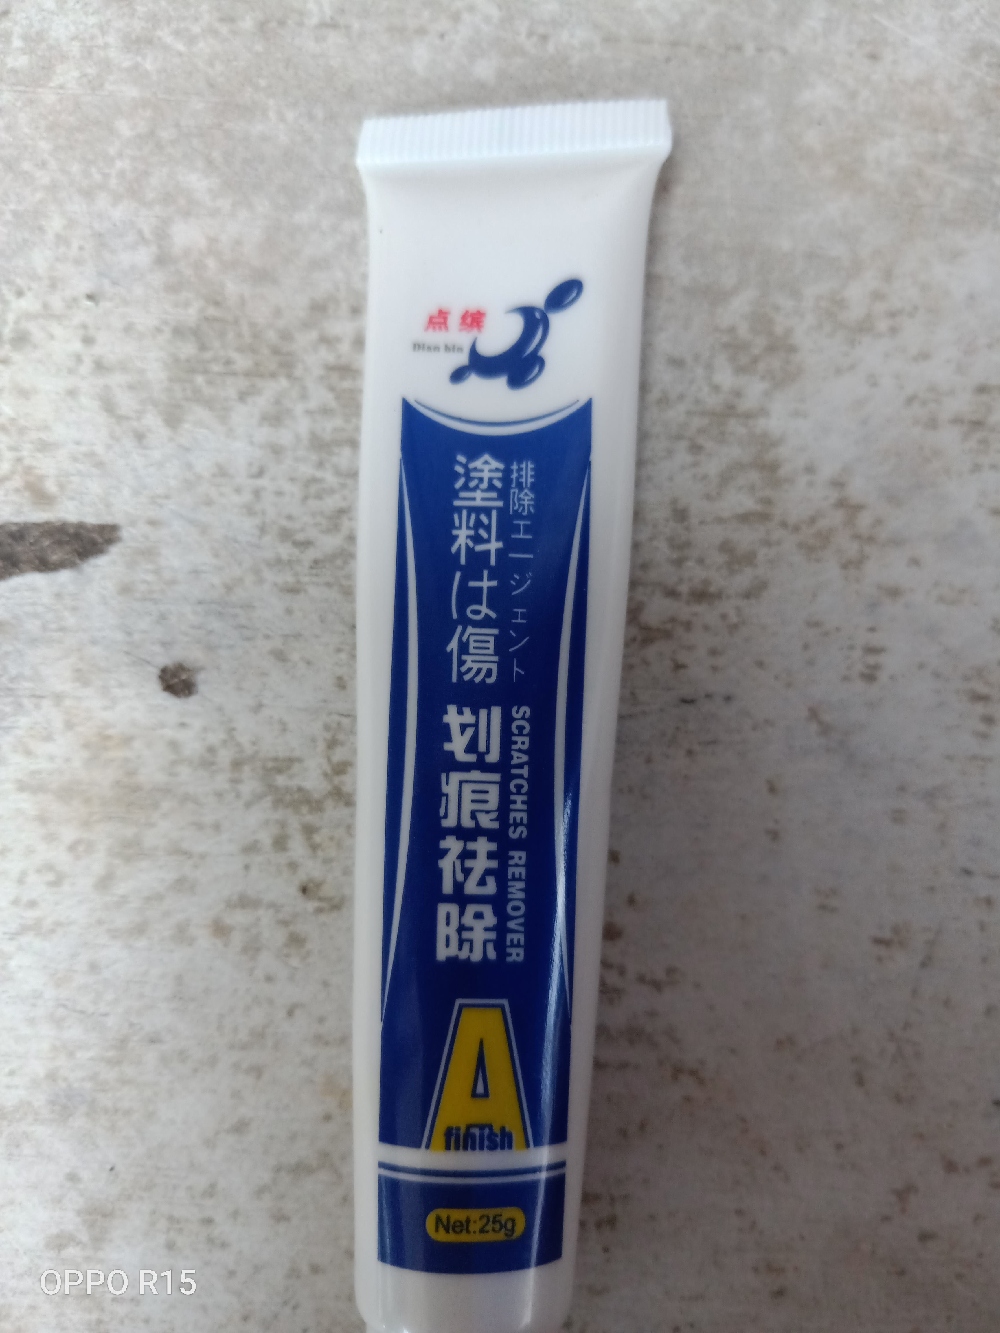 点缤
Dian bin
塗料は傷
排除エージェント
划痕祛除
SCRATCHES REMOVER
A
finish
Net:25g
OPPO R15